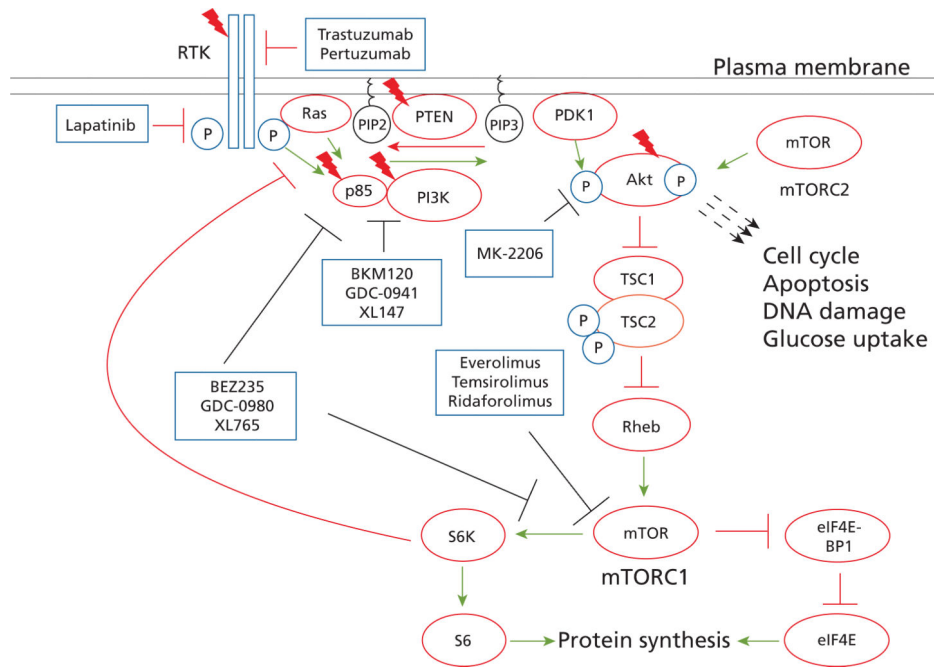 Trastuzumab
Pertuzumab
RTK
Plasma membrane
Lapatinib
P
P
Ras
PIP2
PTEN
PIP3
PDK1
mTOR
mTORC2
p85
PI3K
P
Akt
P
MK-2206
BKM120
GDC-0941
XL147
TSC1
TSC2
P
P
Cell cycle
Apoptosis
DNA damage
Glucose uptake
BEZ235
GDC-0980
XL765
Everolimus
Temsirolimus
Ridaforolimus
Rheb
S6K
mTOR
mTORC1
eIF4E-
BP1
S6
Protein synthesis
eIF4E